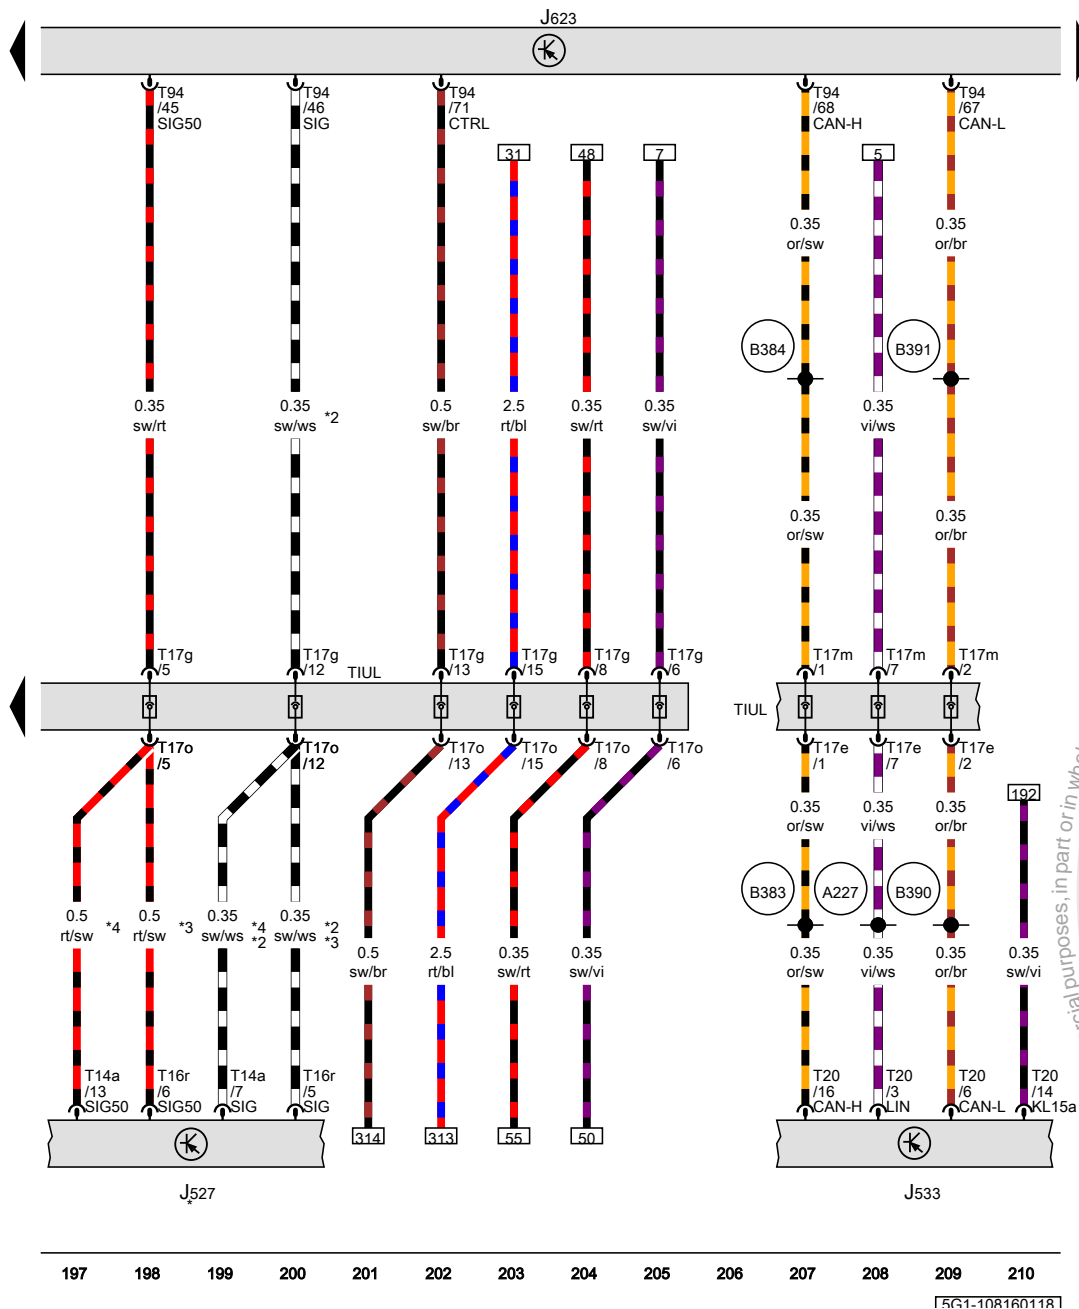 J623
T94 T94 T94 T94 T94
/45 /46 /71 /68 /67
SIG50 SIG CTRL CAN-H CAN-L
31 48 7 5
0.35 0.35
or/sw or/br
B384 B391
0.35 0.35 *2 0.5 2.5 0.35 0.35 0.35
sw/rt sw/ws sw/br rt/bl sw/rt sw/vi vi/ws
0.35 0.35
or/sw or/br
T17g T17g T17g T17g T17g T17g T17m T17m T17m
/5 /12 /13 /15 /8 /6 /1 /7 /2
TIUL
TIUL
T17o T17o T17o T17o T17o T17o T17e T17e T17e
/5 /12 /13 /15 /8 /6 /1 /7 /2
192
0.35 0.35 0.35
or/sw vi/ws or/br
B383 A227 B390
0.5 *4 0.5 *3 0.35 *4 0.35 *2
rt/sw rt/sw sw/ws *2 sw/ws *3
0.5 2.5 0.35 0.35 0.35 0.35 0.35 0.35
sw/br rt/bl sw/rt sw/vi or/sw vi/ws or/br sw/vi
T14a T16r T14a T16r T20 T20 T20 T20
/13 /6 /7 /5 /16 /3 /6 /14
SIG50 SIG50 SIG SIG CAN-H LIN CAN-L KL15a
314 313 55 50
J527
*
J533
197 198 199 200 201 202 203 204 205 206 207 208 209 210
5G1-108160118
purposes, in part or in